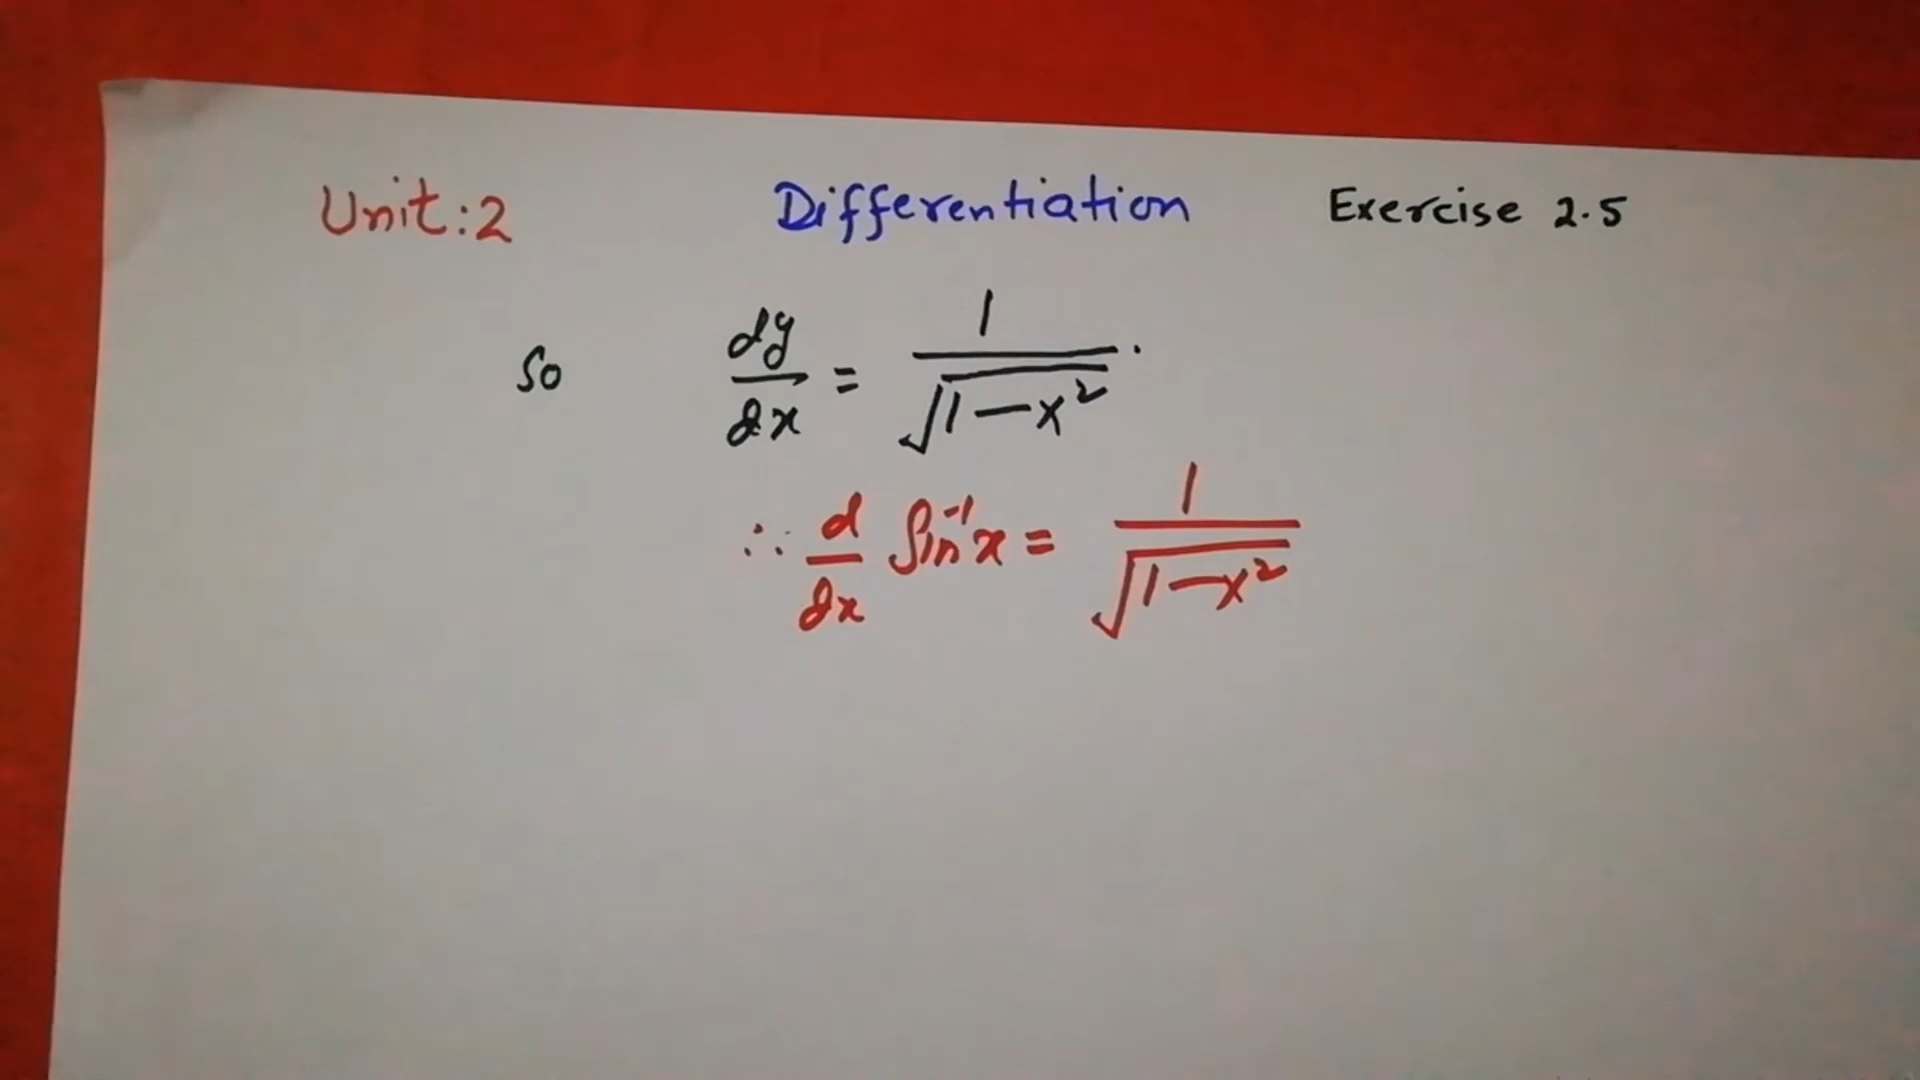 Unit:2 Differentiation Exercise 2.5
So dy/dx = 1/√(1-x²).
∴ d/dx Sin⁻¹x = 1/√(1-x²)